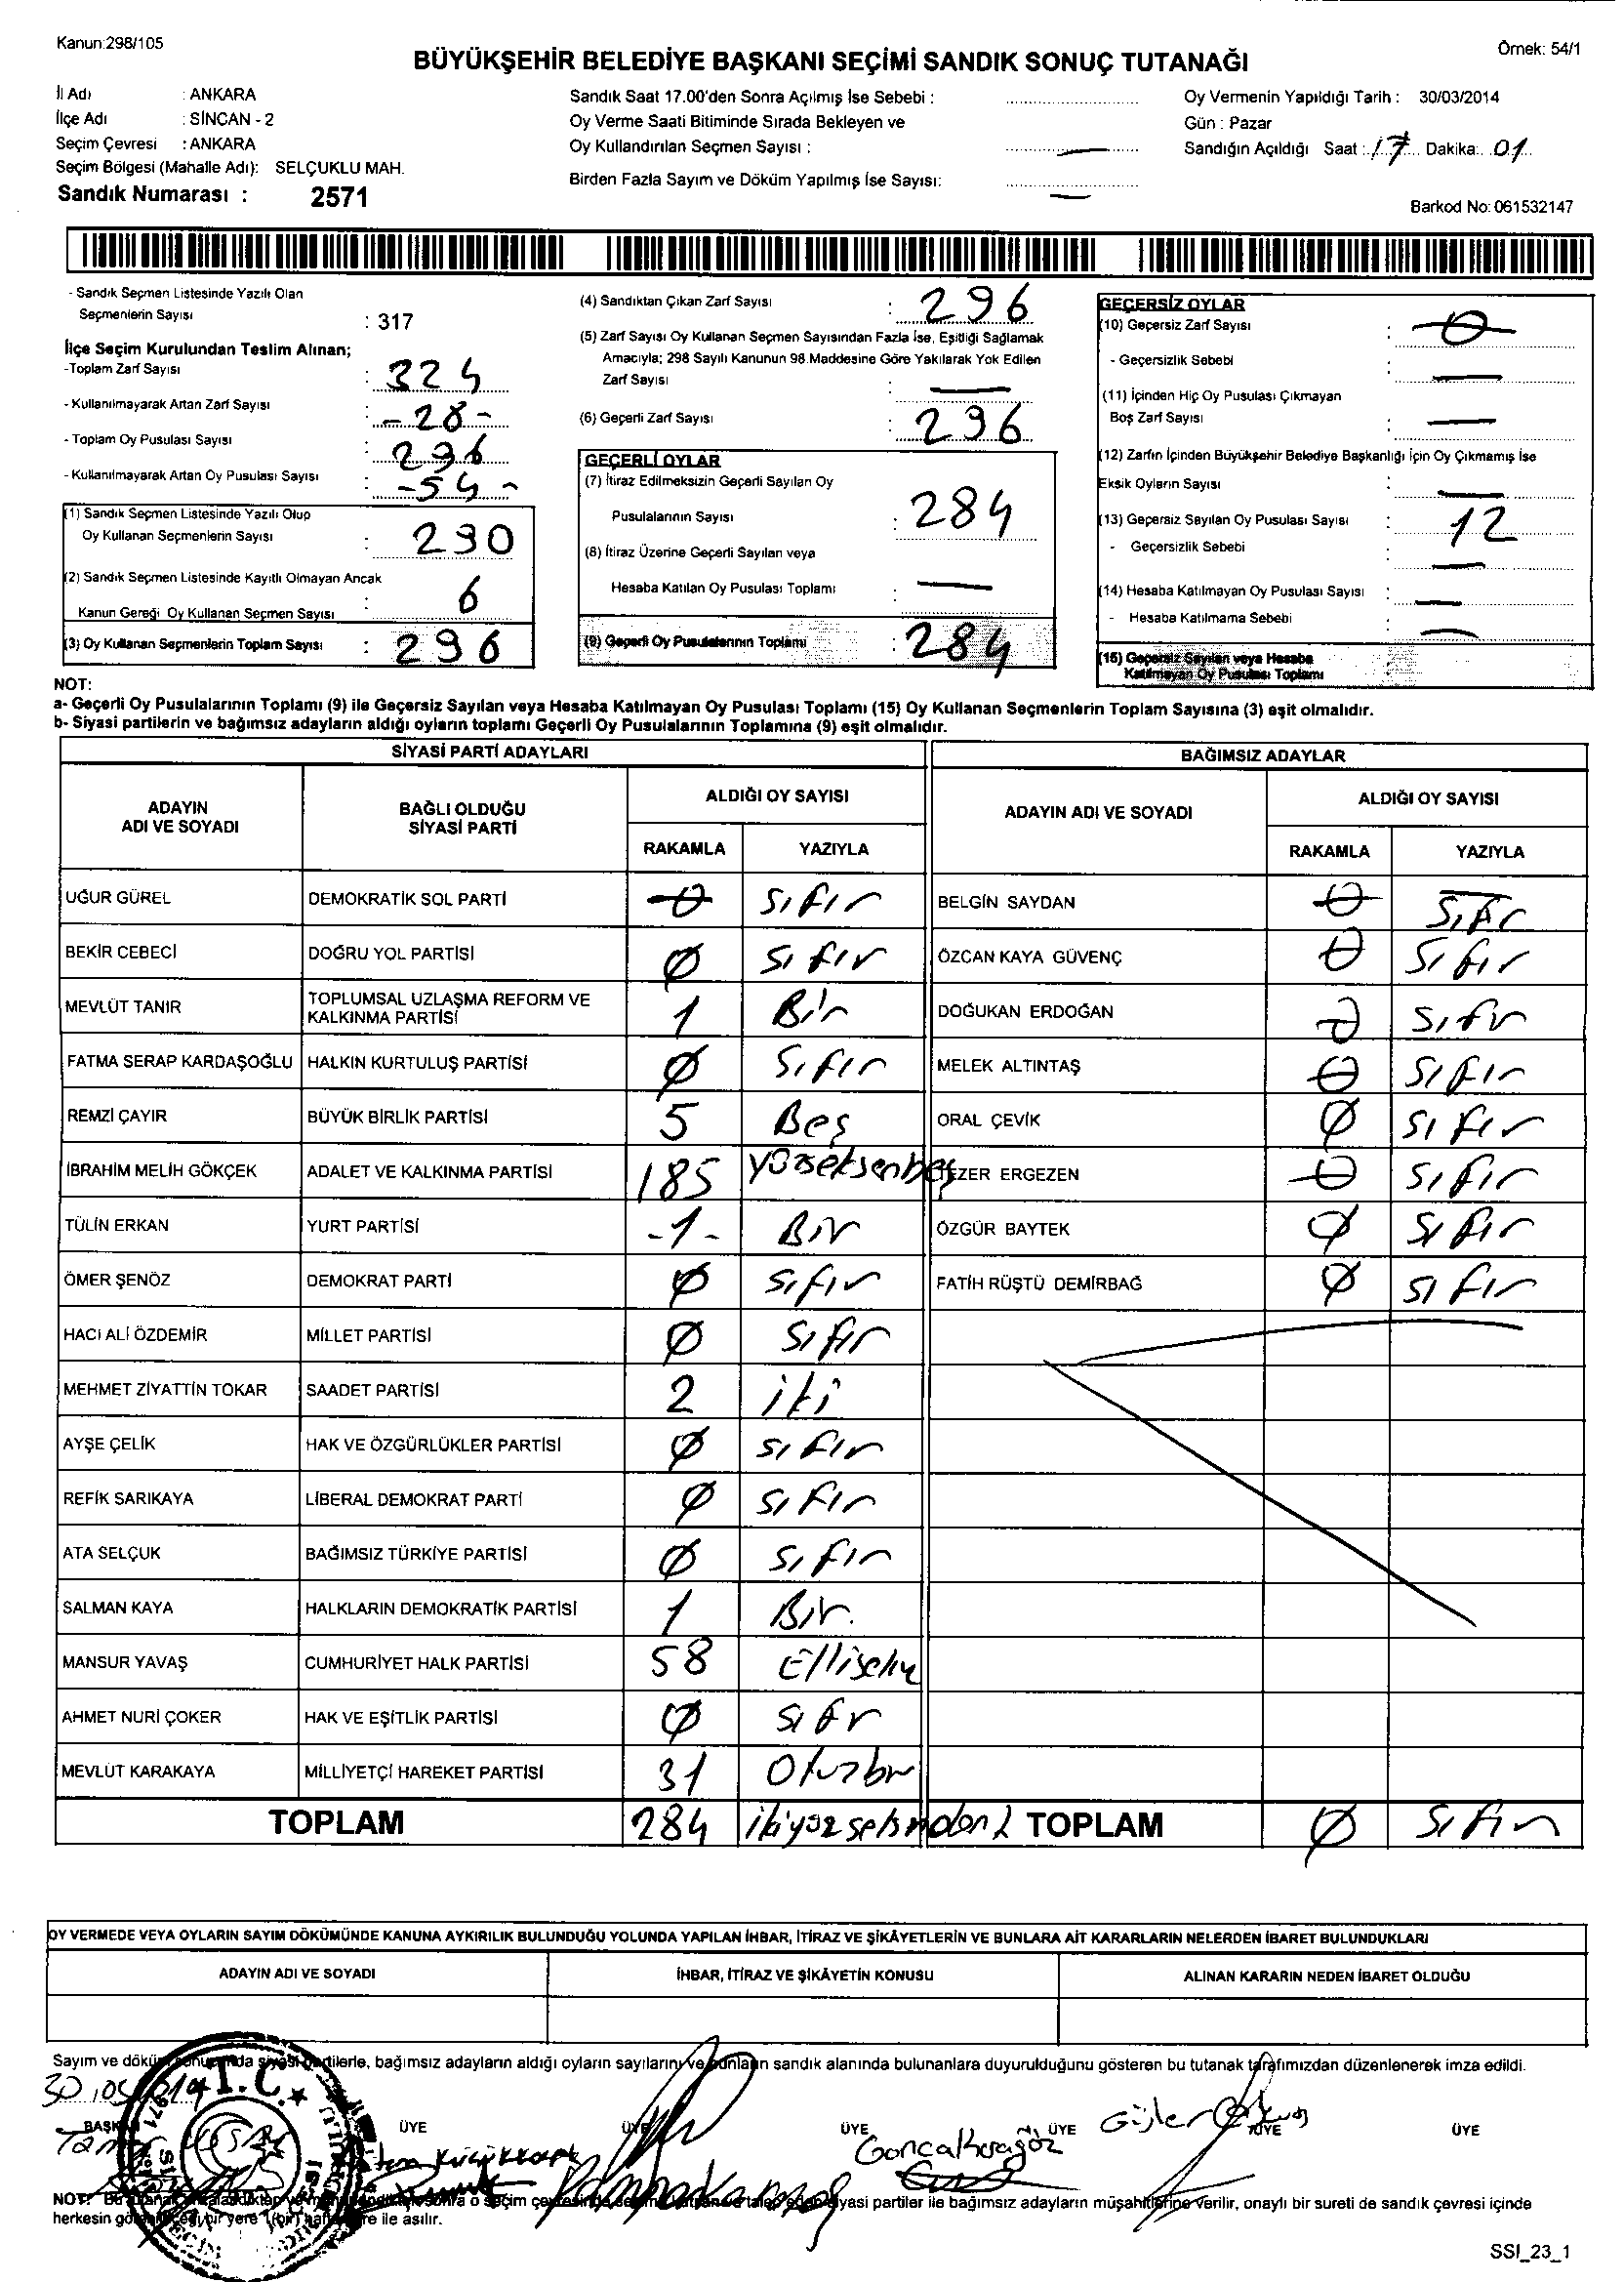 Kanun:298/105
Örnek: 54/1
BÜYÜKŞEHİR BELEDİYE BAŞKANI SEÇİMİ SANDIK SONUÇ TUTANAĞI
İl Adı : ANKARA
İlçe Adı : SİNCAN - 2
Seçim Çevresi : ANKARA
Seçim Bölgesi (Mahalle Adı): SELÇUKLU MAH.
Sandık Numarası : 2571
Sandık Saat 17.00'den Sonra Açılmış İse Sebebi :
Oy Verme Saati Bitiminde Sırada Bekleyen ve
Oy Kullandırılan Seçmen Sayısı : —
Birden Fazla Sayım ve Döküm Yapılmış İse Sayısı: —
Oy Vermenin Yapıldığı Tarih : 30/03/2014
Gün : Pazar
Sandığın Açıldığı Saat : 17 Dakika: 01
Barkod No: 061532147
- Sandık Seçmen Listesinde Yazılı Olan
Seçmenlerin Sayısı : 317
İlçe Seçim Kurulundan Teslim Alınan;
-Toplam Zarf Sayısı : 324
- Kullanılmayarak Artan Zarf Sayısı : -28-
- Toplam Oy Pusulası Sayısı : 296
- Kullanılmayarak Artan Oy Pusulası Sayısı : -54-
(1) Sandık Seçmen Listesinde Yazılı Olup
Oy Kullanan Seçmenlerin Sayısı : 290
(2) Sandık Seçmen Listesinde Kayıtlı Olmayan Ancak
Kanun Gereği Oy Kullanan Seçmen Sayısı : 6
(3) Oy Kullanan Seçmenlerin Toplam Sayısı : 296
(4) Sandıktan Çıkan Zarf Sayısı : 296
(5) Zarf Sayısı Oy Kullanan Seçmen Sayısından Fazla İse, Eşitliği Sağlamak
Amacıyla; 298 Sayılı Kanunun 98.Maddesine Göre Yakılarak Yok Edilen
Zarf Sayısı : —
(6) Geçerli Zarf Sayısı : 296
GEÇERLİ OYLAR
(7) İtiraz Edilmeksizin Geçerli Sayılan Oy
Pusulalarının Sayısı : 284
(8) İtiraz Üzerine Geçerli Sayılan veya
Hesaba Katılan Oy Pusulası Toplamı : —
(9) Geçerli Oy Pusulalarının Toplamı : 284
GEÇERSİZ OYLAR
(10) Geçersiz Zarf Sayısı : 0
- Geçersizlik Sebebi : —
(11) İçinden Hiç Oy Pusulası Çıkmayan
Boş Zarf Sayısı : —
(12) Zarfın İçinden Büyükşehir Belediye Başkanlığı İçin Oy Çıkmamış İse
Eksik Oyların Sayısı : —
(13) Geçersiz Sayılan Oy Pusulası Sayısı : 12
- Geçersizlik Sebebi : —
(14) Hesaba Katılmayan Oy Pusulası Sayısı : —
- Hesaba Katılmama Sebebi : —
(15) Geçersiz Sayılan veya Hesaba
Katılmayan Oy Pusulası Toplamı :
NOT:
a- Geçerli Oy Pusulalarının Toplamı (9) ile Geçersiz Sayılan veya Hesaba Katılmayan Oy Pusulası Toplamı (15) Oy Kullanan Seçmenlerin Toplam Sayısına (3) eşit olmalıdır.
b- Siyasi partilerin ve bağımsız adayların aldığı oyların toplamı Geçerli Oy Pusulalarının Toplamına (9) eşit olmalıdır.
SİYASİ PARTİ ADAYLARI
ADAYIN ADI VE SOYADI BAĞLI OLDUĞU SİYASİ PARTİ ALDIĞI OY SAYISI
RAKAMLA YAZIYLA
UĞUR GÜREL DEMOKRATİK SOL PARTİ 0 Sıfır
BEKİR CEBECİ DOĞRU YOL PARTİSİ Ø Sıfır
MEVLÜT TANIR TOPLUMSAL UZLAŞMA REFORM VE KALKINMA PARTİSİ 1 Bir
FATMA SERAP KARDAŞOĞLU HALKIN KURTULUŞ PARTİSİ Ø Sıfır
REMZİ ÇAYIR BÜYÜK BİRLİK PARTİSİ 5 Beş
İBRAHİM MELİH GÖKÇEK ADALET VE KALKINMA PARTİSİ 185 Yüzseksenbeş
TÜLİN ERKAN YURT PARTİSİ -1- Bir
ÖMER ŞENÖZ DEMOKRAT PARTİ Ø Sıfır
HACI ALİ ÖZDEMİR MİLLET PARTİSİ Ø Sıfır
MEHMET ZİYATTİN TOKAR SAADET PARTİSİ 2 iki
AYŞE ÇELİK HAK VE ÖZGÜRLÜKLER PARTİSİ Ø Sıfır
REFİK SARIKAYA LİBERAL DEMOKRAT PARTİ Ø Sıfır
ATA SELÇUK BAĞIMSIZ TÜRKİYE PARTİSİ Ø Sıfır
SALMAN KAYA HALKLARIN DEMOKRATİK PARTİSİ 1 Bir.
MANSUR YAVAŞ CUMHURİYET HALK PARTİSİ 58 Ellisekiz
AHMET NURİ ÇOKER HAK VE EŞİTLİK PARTİSİ Ø Sıfır
MEVLÜT KARAKAYA MİLLİYETÇİ HAREKET PARTİSİ 31 Otuzbir
TOPLAM 284 ikiyüzseksendört
BAĞIMSIZ ADAYLAR
ADAYIN ADI VE SOYADI ALDIĞI OY SAYISI
RAKAMLA YAZIYLA
BELGİN SAYDAN 0 Sıfır
ÖZCAN KAYA GÜVENÇ 0 Sıfır
DOĞUKAN ERDOĞAN 0 Sıfır
MELEK ALTINTAŞ 0 Sıfır
ORAL ÇEVİK Ø Sıfır
EZER ERGEZEN 0 Sıfır
ÖZGÜR BAYTEK Ø Sıfır
FATİH RÜŞTÜ DEMİRBAĞ Ø Sıfır
TOPLAM Ø Sıfır
OY VERMEDE VEYA OYLARIN SAYIM DÖKÜMÜNDE KANUNA AYKIRILIK BULUNDUĞU YOLUNDA YAPILAN İHBAR, İTİRAZ VE ŞİKÂYETLERİN VE BUNLARA AİT KARARLARIN NELERDEN İBARET BULUNDUKLARI
ADAYIN ADI VE SOYADI İHBAR, İTİRAZ VE ŞİKÂYETİN KONUSU ALINAN KARARIN NEDEN İBARET OLDUĞU
Sayım ve döküm sonucunda siyasi partilerle, bağımsız adayların aldığı oyların sayılarını ve bunların sandık alanında bulunanlara duyurulduğunu gösteren bu tutanak tarafımızdan düzenlenerek imza edildi.
T.C.
BAŞKAN ÜYE ÜYE ÜYE ÜYE ÜYE ÜYE
Gonca Karagöz
NOT: Bu tutanak sonra o seçim çevresinde ve talep eden siyasi partiler ile bağımsız adayların müşahitlerine verilir, onaylı bir sureti de sandık çevresi içinde
herkesin bir yere 1(bir) hafta süre ile asılır.
SSI_23_1